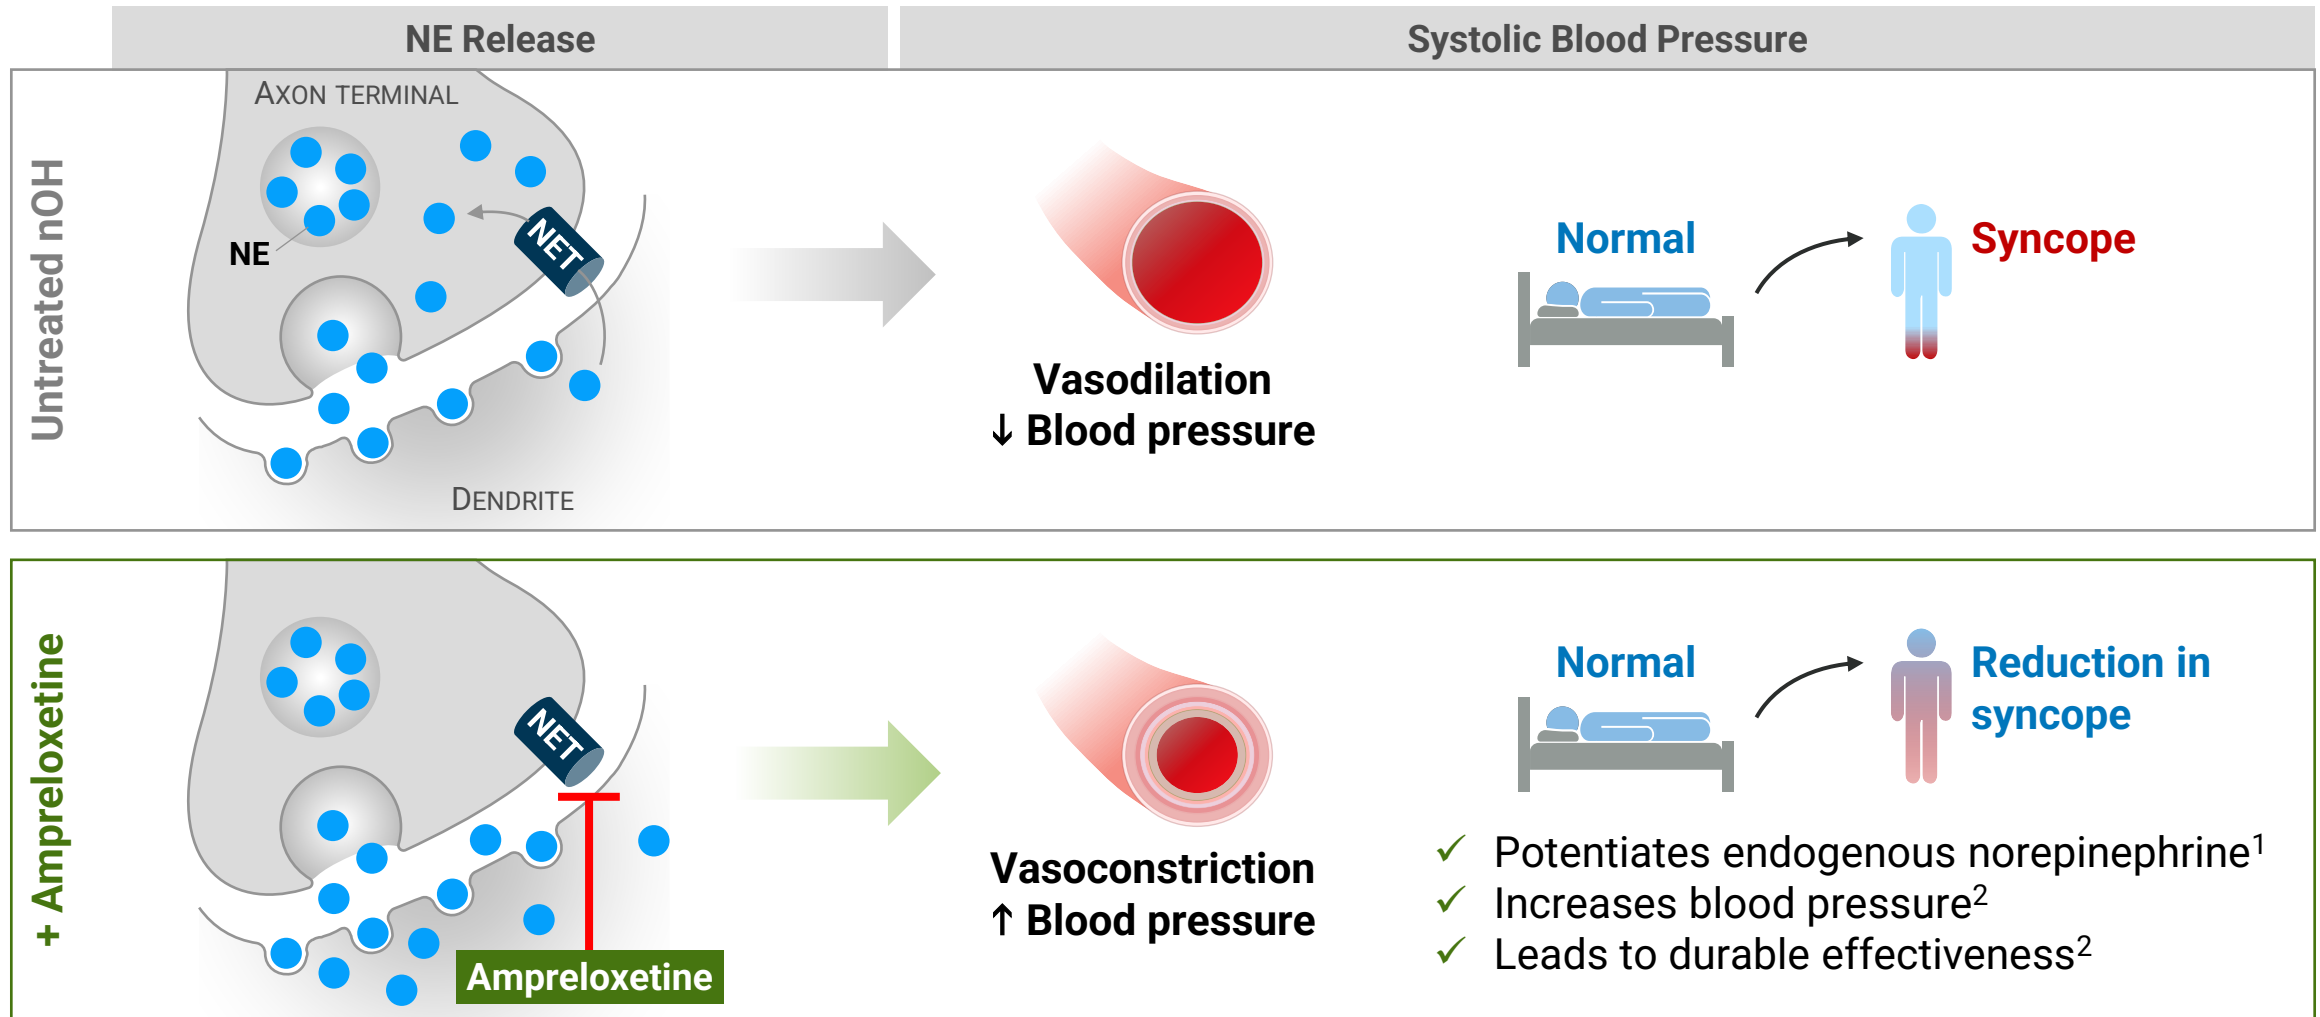 NE Release
Systolic Blood Pressure
Untreated nOH
AXON TERMINAL
NE
NET
DENDRITE
Vasodilation
↓ Blood pressure
Normal
Syncope
+ Ampreloxetine
NET
Ampreloxetine
Vasoconstriction
↑ Blood pressure
Normal
Reduction in
syncope
✓ Potentiates endogenous norepinephrine¹
✓ Increases blood pressure²
✓ Leads to durable effectiveness²